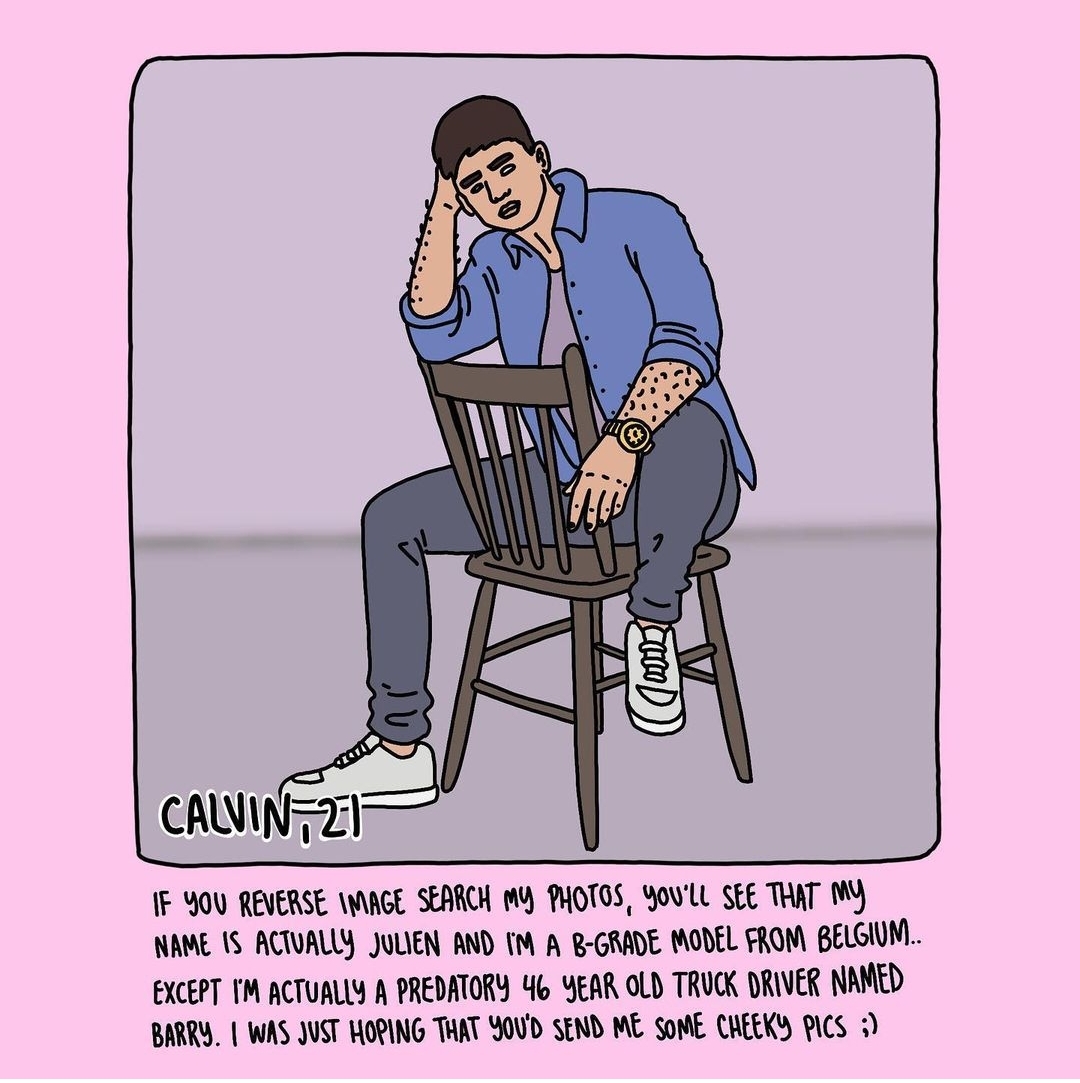 CALVIN, 21
IF YOU REVERSE IMAGE SEARCH MY PHOTOS, YOU'LL SEE THAT MY
NAME IS ACTUALLY JULIEN AND I'M A B-GRADE MODEL FROM BELGIUM..
EXCEPT I'M ACTUALLY A PREDATORY 46 YEAR OLD TRUCK DRIVER NAMED
BARRY. I WAS JUST HOPING THAT YOU'D SEND ME SOME CHEEKY PICS ;)